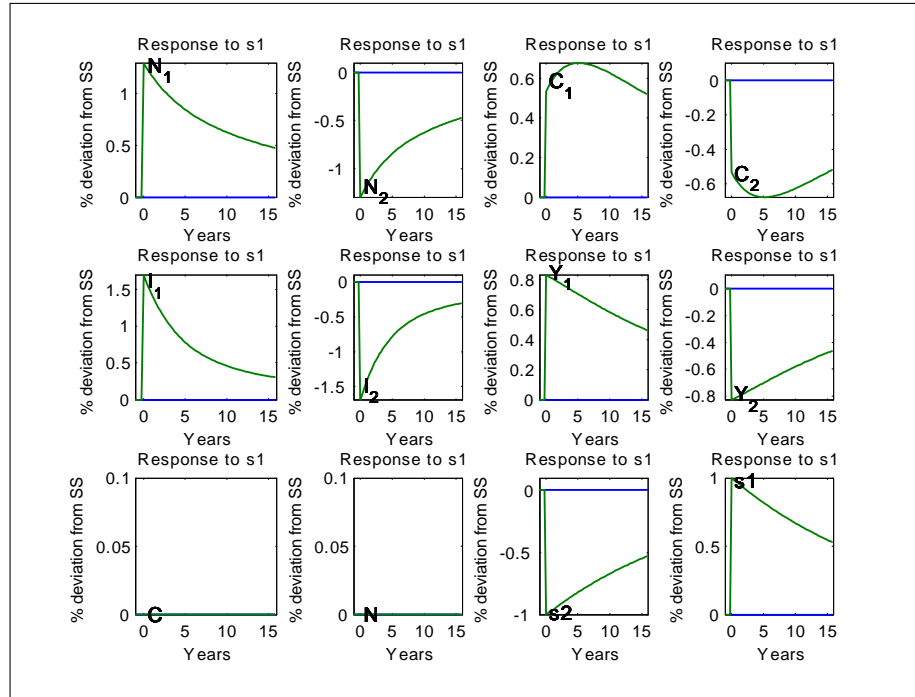 Response to s1
% deviation from SS
1
0.5
0
N1
0 5 10 15
Years
Response to s1
% deviation from SS
0
-0.5
-1
N2
0 5 10 15
Years
Response to s1
% deviation from SS
0.6
0.4
0.2
0
C1
0 5 10 15
Years
Response to s1
% deviation from SS
0
-0.2
-0.4
-0.6
C2
0 5 10 15
Years
Response to s1
% deviation from SS
1.5
1
0.5
0
I1
0 5 10 15
Years
Response to s1
% deviation from SS
0
-0.5
-1
-1.5
I2
0 5 10 15
Years
Response to s1
% deviation from SS
0.8
0.6
0.4
0.2
0
Y1
0 5 10 15
Years
Response to s1
% deviation from SS
0
-0.2
-0.4
-0.6
-0.8
Y2
0 5 10 15
Years
Response to s1
% deviation from SS
0.1
0.05
0
C
0 5 10 15
Years
Response to s1
% deviation from SS
0.1
0.05
0
N
0 5 10 15
Years
Response to s1
% deviation from SS
0
-0.5
-1
s2
0 5 10 15
Years
Response to s1
% deviation from SS
1
0.5
0
s1
0 5 10 15
Years